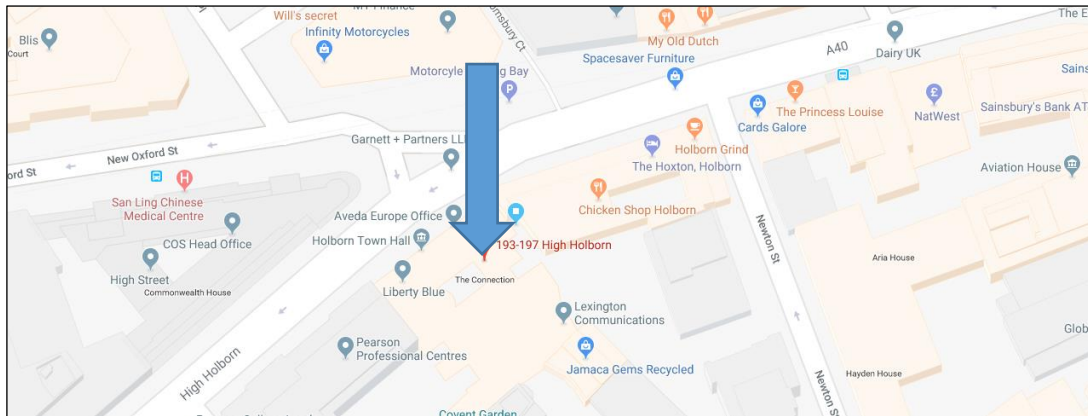 MY Finance
Will's secret
Infinity Motorcycles
Blis
Court
My Old Dutch
A40
Dairy UK
The E
Motorcyle
Bay
P
Spacesaver Furniture
Sains
The Princess Louise
£
NatWest
Sainsbury's Bank AT
Cards Galore
Garnett + Partners LL
New Oxford St
ord St
H
San Ling Chinese
Medical Centre
Holborn Grind
The Hoxton, Holborn
Aviation House
Chicken Shop Holborn
Aveda Europe Office
COS Head Office
Holborn Town Hall
193-197 High Holborn
Newton St
Aria House
High Street
Commonwealth House
The Connection
Liberty Blue
Lexington
Communications
Pearson
Professional Centres
Jamaca Gems Recycled
High Holborn
Newton St
Hayden House
Glob
Covent Garden